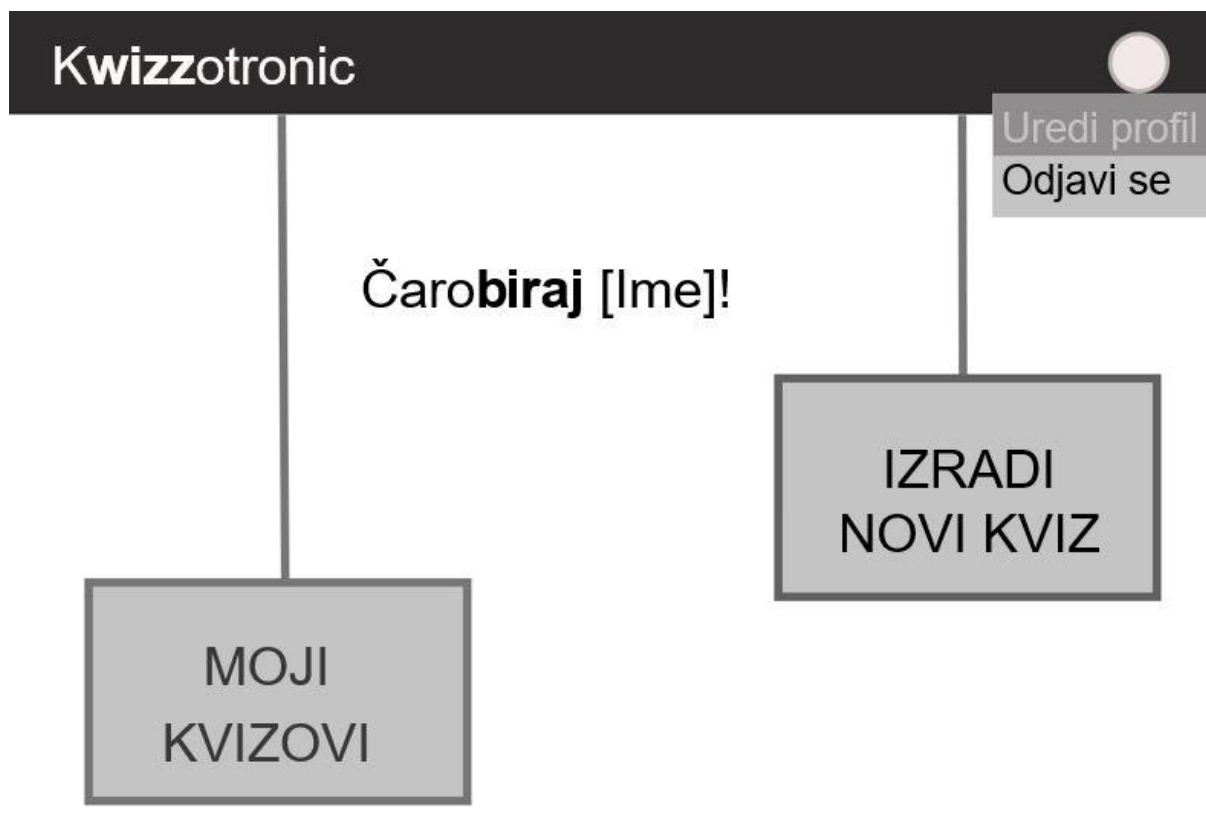 Kwizzotronic
Uredi profil
Odjavi se
Čarobiraj [Ime]!
IZRADI
NOVI KVIZ
MOJI
KVIZOVI